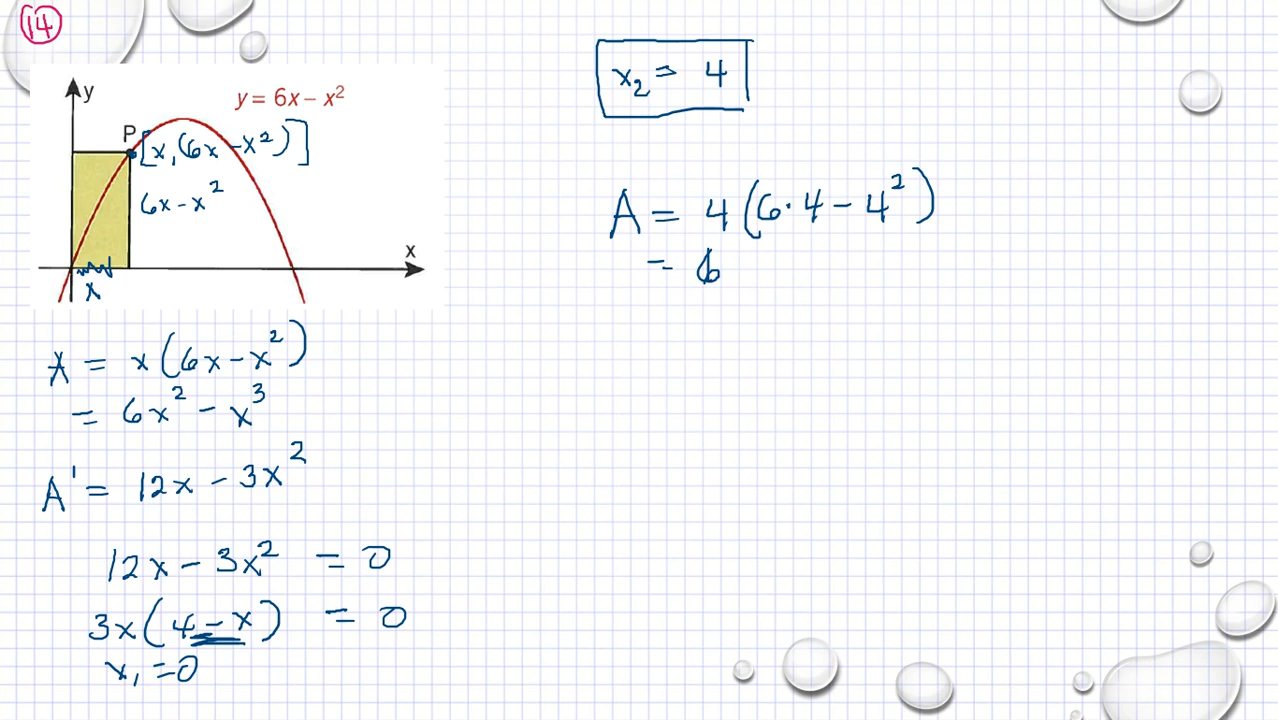 14
y
y = 6x – x²
P [x, (6x – x²)]
6x – x²
x
x
A = x(6x – x²)
= 6x² – x³
A' = 12x – 3x²
12x – 3x² = 0
3x(4 – x) = 0
x₁ = 0
x₂ = 4
A = 4(6·4 – 4²)
=